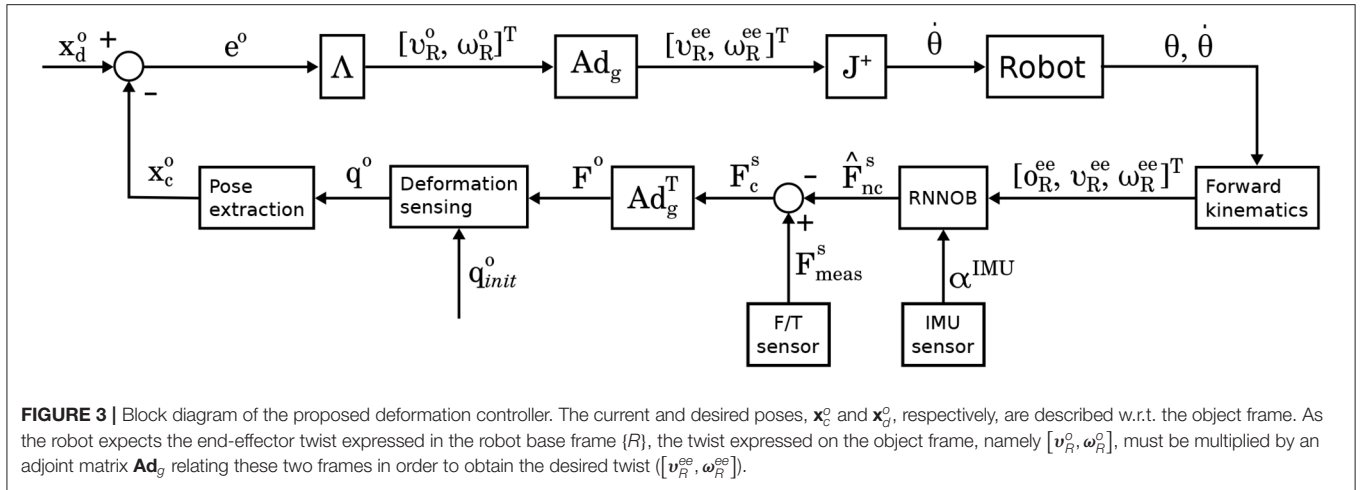 x_d^o + e^o Λ [υ_R^o, ω_R^o]^T Ad_g [υ_R^ee, ω_R^ee]^T J^+ θ̇ Robot θ, θ̇
-
x_c^o Pose extraction q^o Deformation sensing F^o Ad_g^T F_c^s - F̂_nc^s RNNOB [o_R^ee, υ_R^ee, ω_R^ee]^T Forward kinematics
+
q_init^o F_meas^s α^IMU
F/T sensor IMU sensor
FIGURE 3 | Block diagram of the proposed deformation controller. The current and desired poses, x_c^o and x_d^o, respectively, are described w.r.t. the object frame. As
the robot expects the end-effector twist expressed in the robot base frame {R}, the twist expressed on the object frame, namely [υ_R^o, ω_R^o], must be multiplied by an
adjoint matrix Ad_g relating these two frames in order to obtain the desired twist ([υ_R^ee, ω_R^ee]).